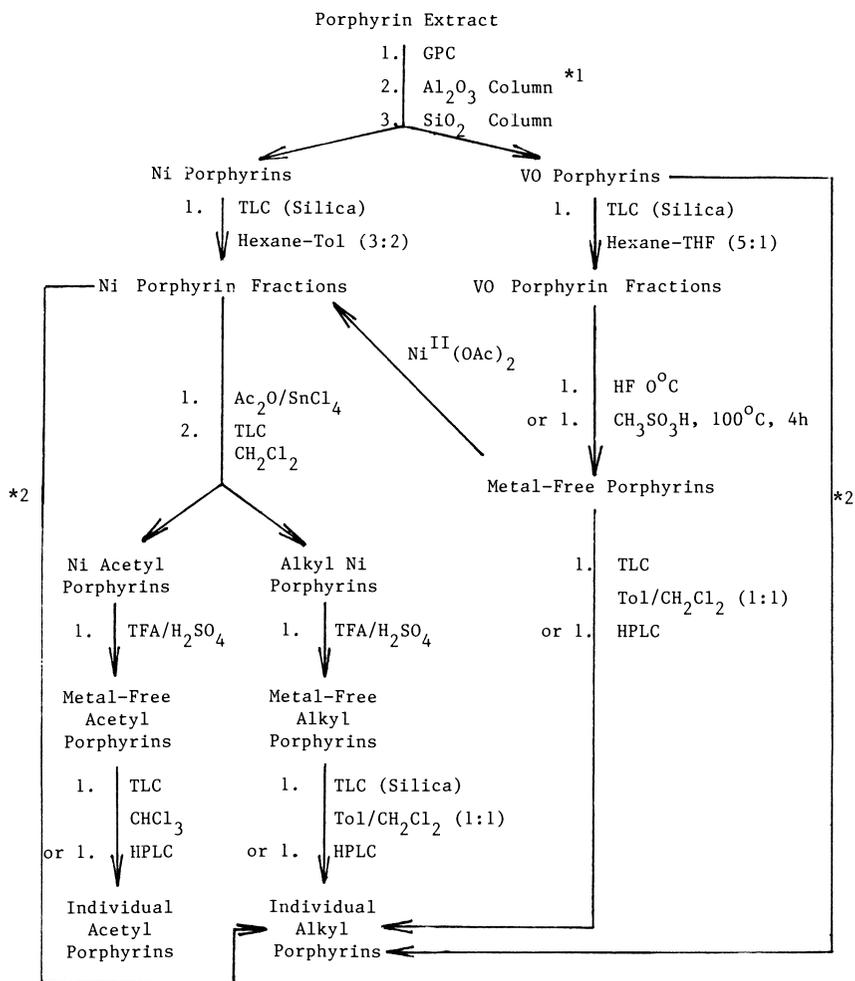 Porphyrin Extract
1. GPC
2. Al2O3 Column *1
3. SiO2 Column
Ni Porphyrins
VO Porphyrins
1. TLC (Silica)
Hexane-Tol (3:2)
1. TLC (Silica)
Hexane-THF (5:1)
Ni Porphyrin Fractions
VO Porphyrin Fractions
NiII(OAc)2
1. Ac2O/SnCl4
2. TLC
CH2Cl2
1. HF 0oC
or 1. CH3SO3H, 100oC, 4h
Metal-Free Porphyrins
*2
*2
Ni Acetyl
Porphyrins
Alkyl Ni
Porphyrins
1. TLC
Tol/CH2Cl2 (1:1)
or 1. HPLC
1. TFA/H2SO4
1. TFA/H2SO4
Metal-Free
Acetyl
Porphyrins
Metal-Free
Alkyl
Porphyrins
1. TLC
CHCl3
or 1. HPLC
1. TLC (Silica)
Tol/CH2Cl2 (1:1)
or 1. HPLC
Individual
Acetyl
Porphyrins
Individual
Alkyl
Porphyrins